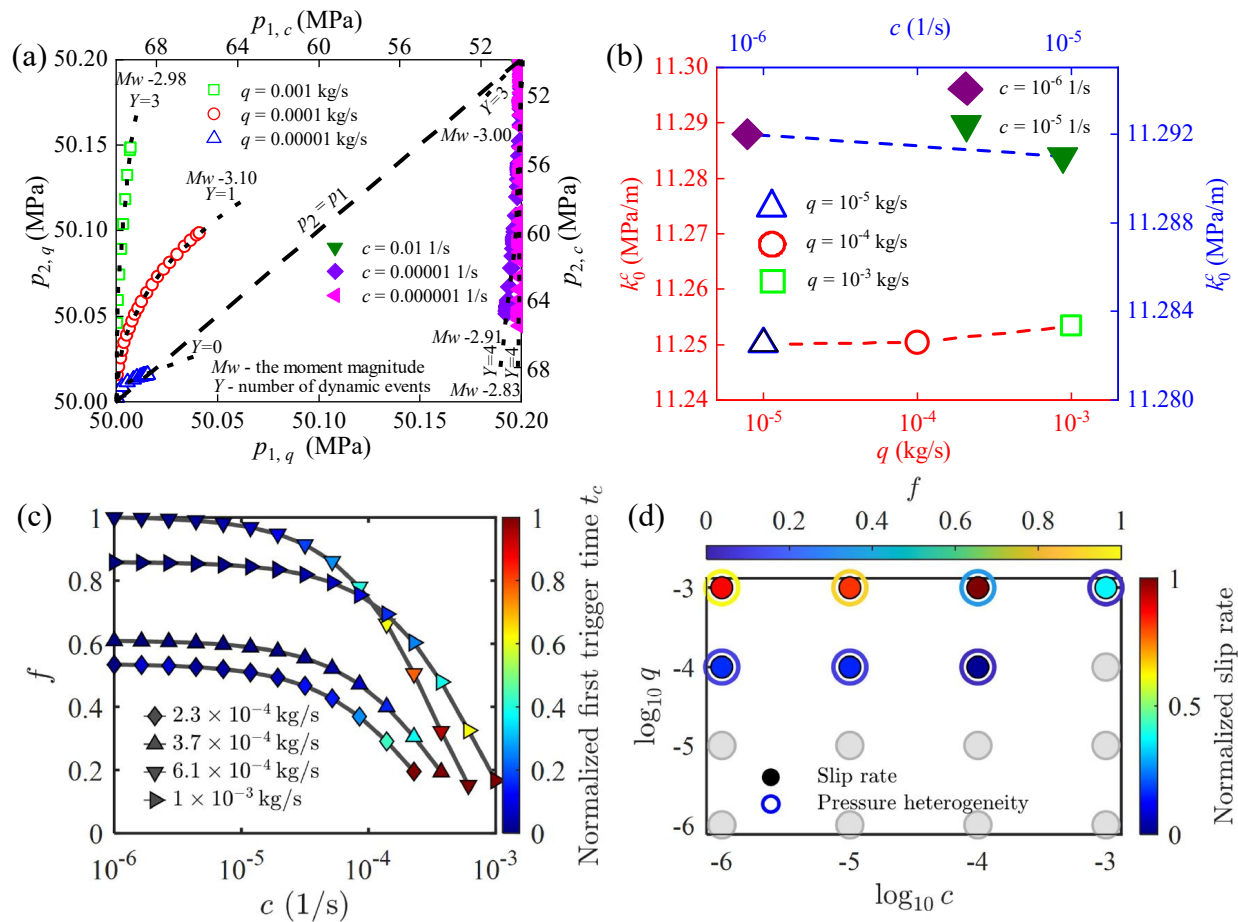 (a)
p1, c (MPa)
68 64 60 56 52
50.20
50.15
50.10
50.05
50.00
p2, q (MPa)
Mw -2.98
Y=3
q = 0.001 kg/s
q = 0.0001 kg/s
q = 0.00001 kg/s
Mw -3.10
Y=1
p2 = p1
Y=3
Mw -3.00
c = 0.01 1/s
c = 0.00001 1/s
c = 0.000001 1/s
Y=0
Mw -2.91
Y=4
Y=4
Mw -2.83
Mw - the moment magnitude
Y - number of dynamic events
52
56
60
64
68
p2, c (MPa)
50.00 50.05 50.10 50.15 50.20
p1, q (MPa)
(b)
c (1/s)
10^-6 10^-5
11.30
11.29
11.28
11.27
11.26
11.25
11.24
k0^c (MPa/m)
c = 10^-6 1/s
c = 10^-5 1/s
q = 10^-5 kg/s
q = 10^-4 kg/s
q = 10^-3 kg/s
11.292
11.288
11.284
11.280
k0^c (MPa/m)
10^-5 10^-4 10^-3
q (kg/s)
(c)
1
0.8
0.6
0.4
0.2
0
f
2.3 × 10^-4 kg/s
3.7 × 10^-4 kg/s
6.1 × 10^-4 kg/s
1 × 10^-3 kg/s
10^-6 10^-5 10^-4 10^-3
c (1/s)
1
0.8
0.6
0.4
0.2
0
Normalized first trigger time tc
(d)
f
0 0.2 0.4 0.6 0.8 1
-3
-4
-5
-6
log10 q
Slip rate
Pressure heterogeneity
-6 -5 -4 -3
log10 c
1
0.5
0
Normalized slip rate